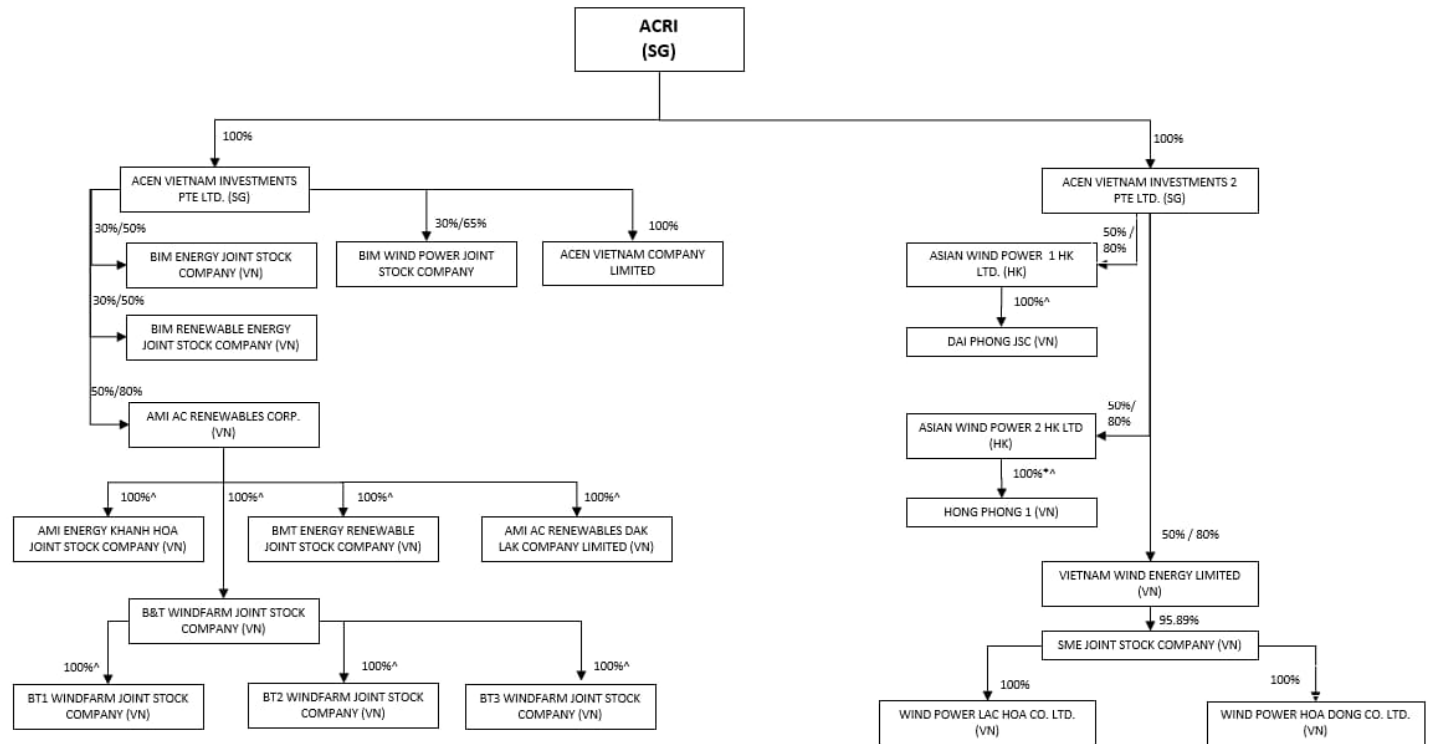 ACRI
(SG)
100%
100%
ACEN VIETNAM INVESTMENTS
PTE LTD. (SG)
ACEN VIETNAM INVESTMENTS 2
PTE LTD. (SG)
30%/50%
BIM ENERGY JOINT STOCK
COMPANY (VN)
30%/65%
BIM WIND POWER JOINT
STOCK COMPANY
100%
ACEN VIETNAM COMPANY
LIMITED
50% /
80%
ASIAN WIND POWER 1 HK
LTD. (HK)
30%/50%
BIM RENEWABLE ENERGY
JOINT STOCK COMPANY (VN)
100%^
DAI PHONG JSC (VN)
50%/80%
AMI AC RENEWABLES CORP.
(VN)
50%/
80%
ASIAN WIND POWER 2 HK LTD
(HK)
100%*^
HONG PHONG 1 (VN)
100%^
100%^
100%^
100%^
AMI ENERGY KHANH HOA
JOINT STOCK COMPANY (VN)
BMT ENERGY RENEWABLE
JOINT STOCK COMPANY (VN)
AMI AC RENEWABLES DAK
LAK COMPANY LIMITED (VN)
50% / 80%
VIETNAM WIND ENERGY LIMITED
(VN)
B&T WINDFARM JOINT STOCK
COMPANY (VN)
95.89%
SME JOINT STOCK COMPANY (VN)
100%^
100%^
100%^
BT1 WINDFARM JOINT STOCK
COMPANY (VN)
BT2 WINDFARM JOINT STOCK
COMPANY (VN)
BT3 WINDFARM JOINT STOCK
COMPANY (VN)
100%
100%
WIND POWER LAC HOA CO. LTD.
(VN)
WIND POWER HOA DONG CO. LTD.
(VN)